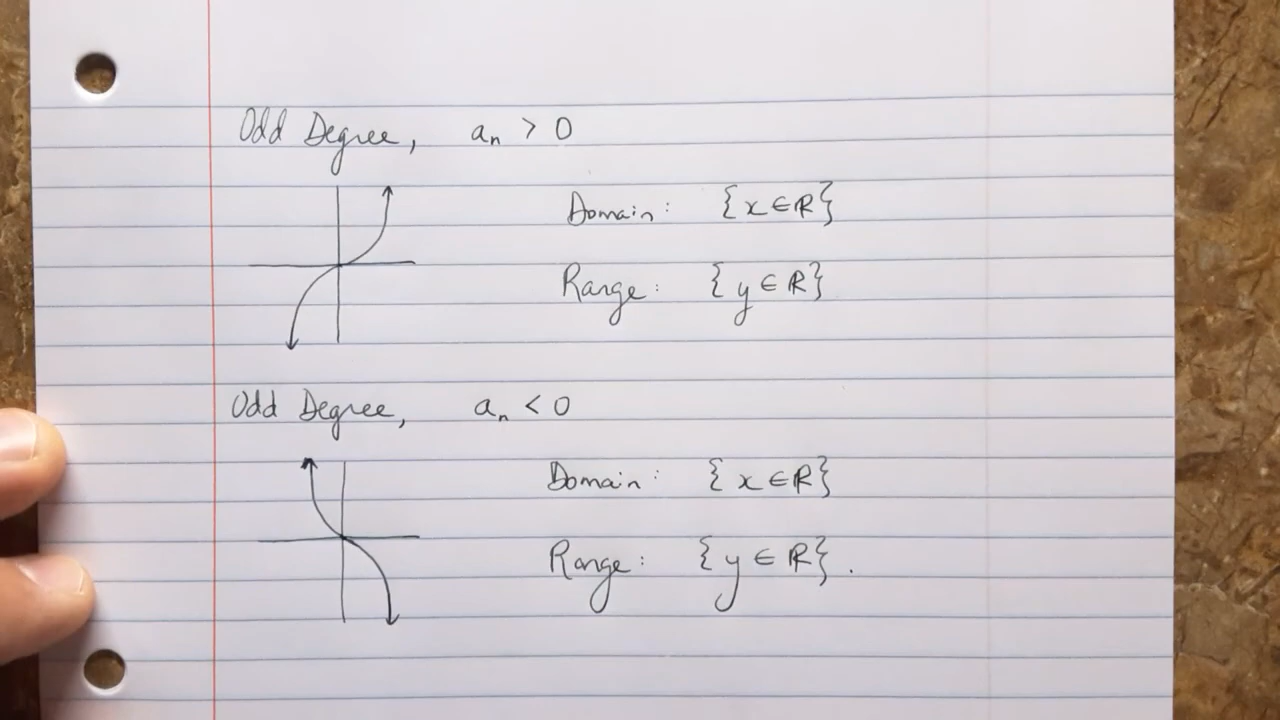 Odd Degree, aₙ > 0
Domain: {x ∈ ℝ}
Range: {y ∈ ℝ}
Odd Degree, aₙ < 0
Domain: {x ∈ ℝ}
Range: {y ∈ ℝ}.